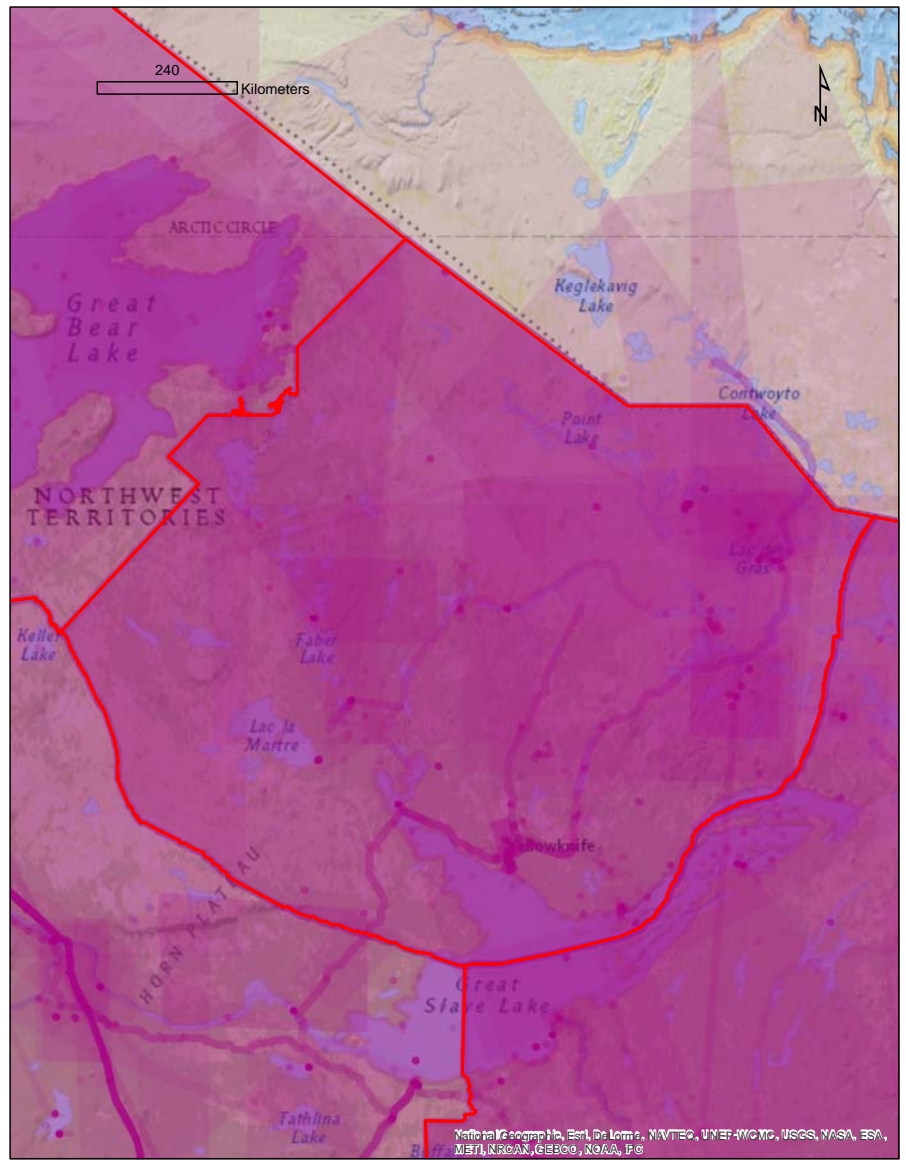 240
Kilometers
N
ARCTIC CIRCLE
Great
Bear
Lake
Keglekavig
Lake
Contwoyto
Lake
Point
Lake
NORTHWEST
TERRITORIES
Lac de
Gras
Keller
Lake
Faber
Lake
Lac la
Martre
Yellowknife
HORN PLATEAU
Great
Slave Lake
Tathlina
Lake
National Geographic, Esri, DeLorme, NAVTEQ, UNEP-WCMC, USGS, NASA, ESA,
METI, NRCAN, GEBCO, NOAA, iPC